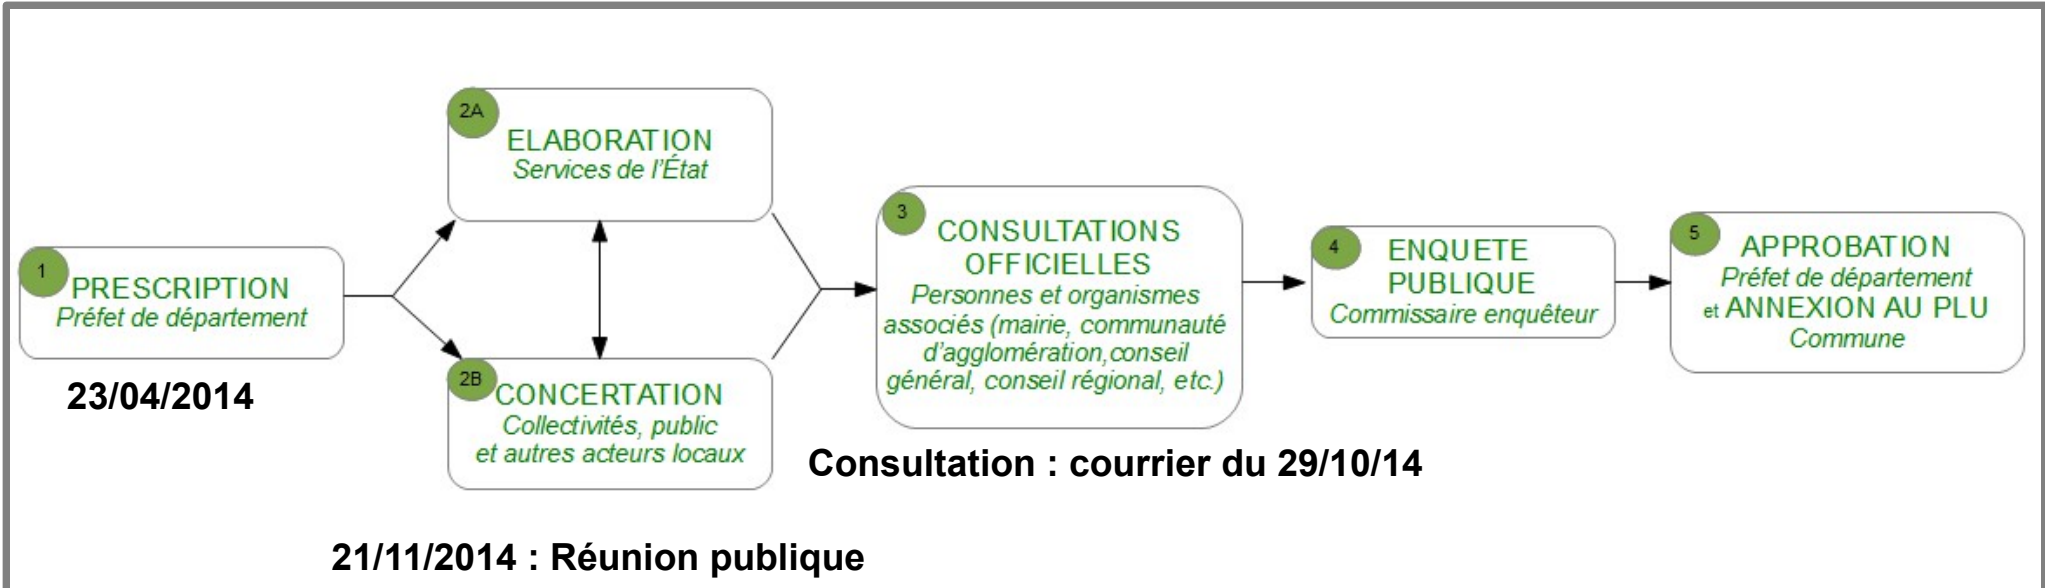 1
PRESCRIPTION
Préfet de département
23/04/2014
2A
ELABORATION
Services de l'État
2B
CONCERTATION
Collectivités, public
et autres acteurs locaux
21/11/2014 : Réunion publique
3
CONSULTATIONS
OFFICIELLES
Personnes et organismes
associés (mairie, communauté
d'agglomération,conseil
général, conseil régional, etc.)
Consultation : courrier du 29/10/14
4
ENQUETE
PUBLIQUE
Commissaire enquêteur
5
APPROBATION
Préfet de département
et ANNEXION AU PLU
Commune